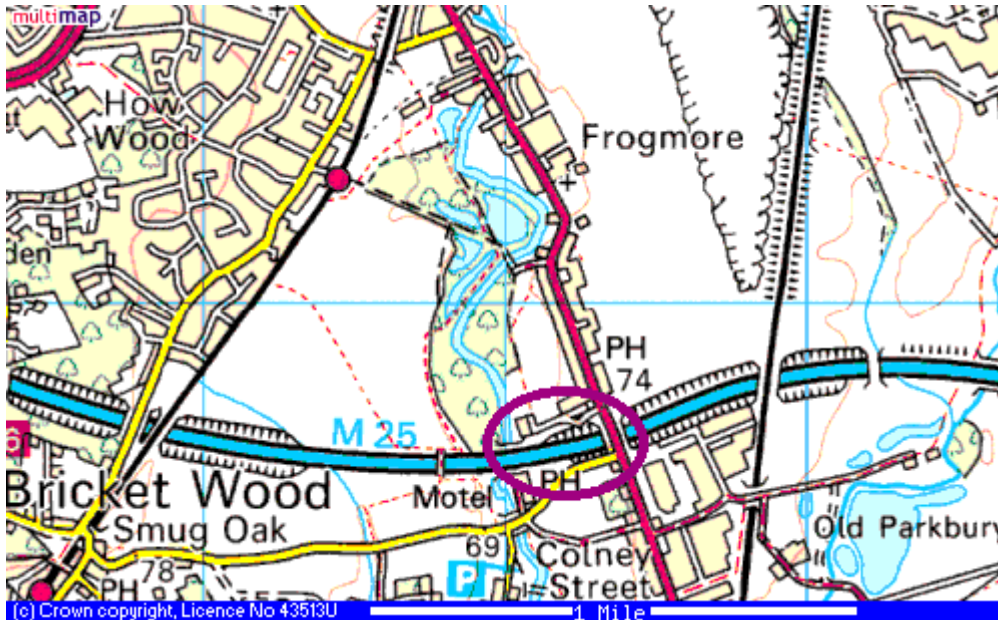 multimap
How
Wood
Frogmore
den
PH
74
M 25
Bricket Wood
Motel
PH
Smug Oak
Old Parkbury
69
Colney
Street
P
78
PH
(c) Crown copyright, Licence No 43513U
1 Mile